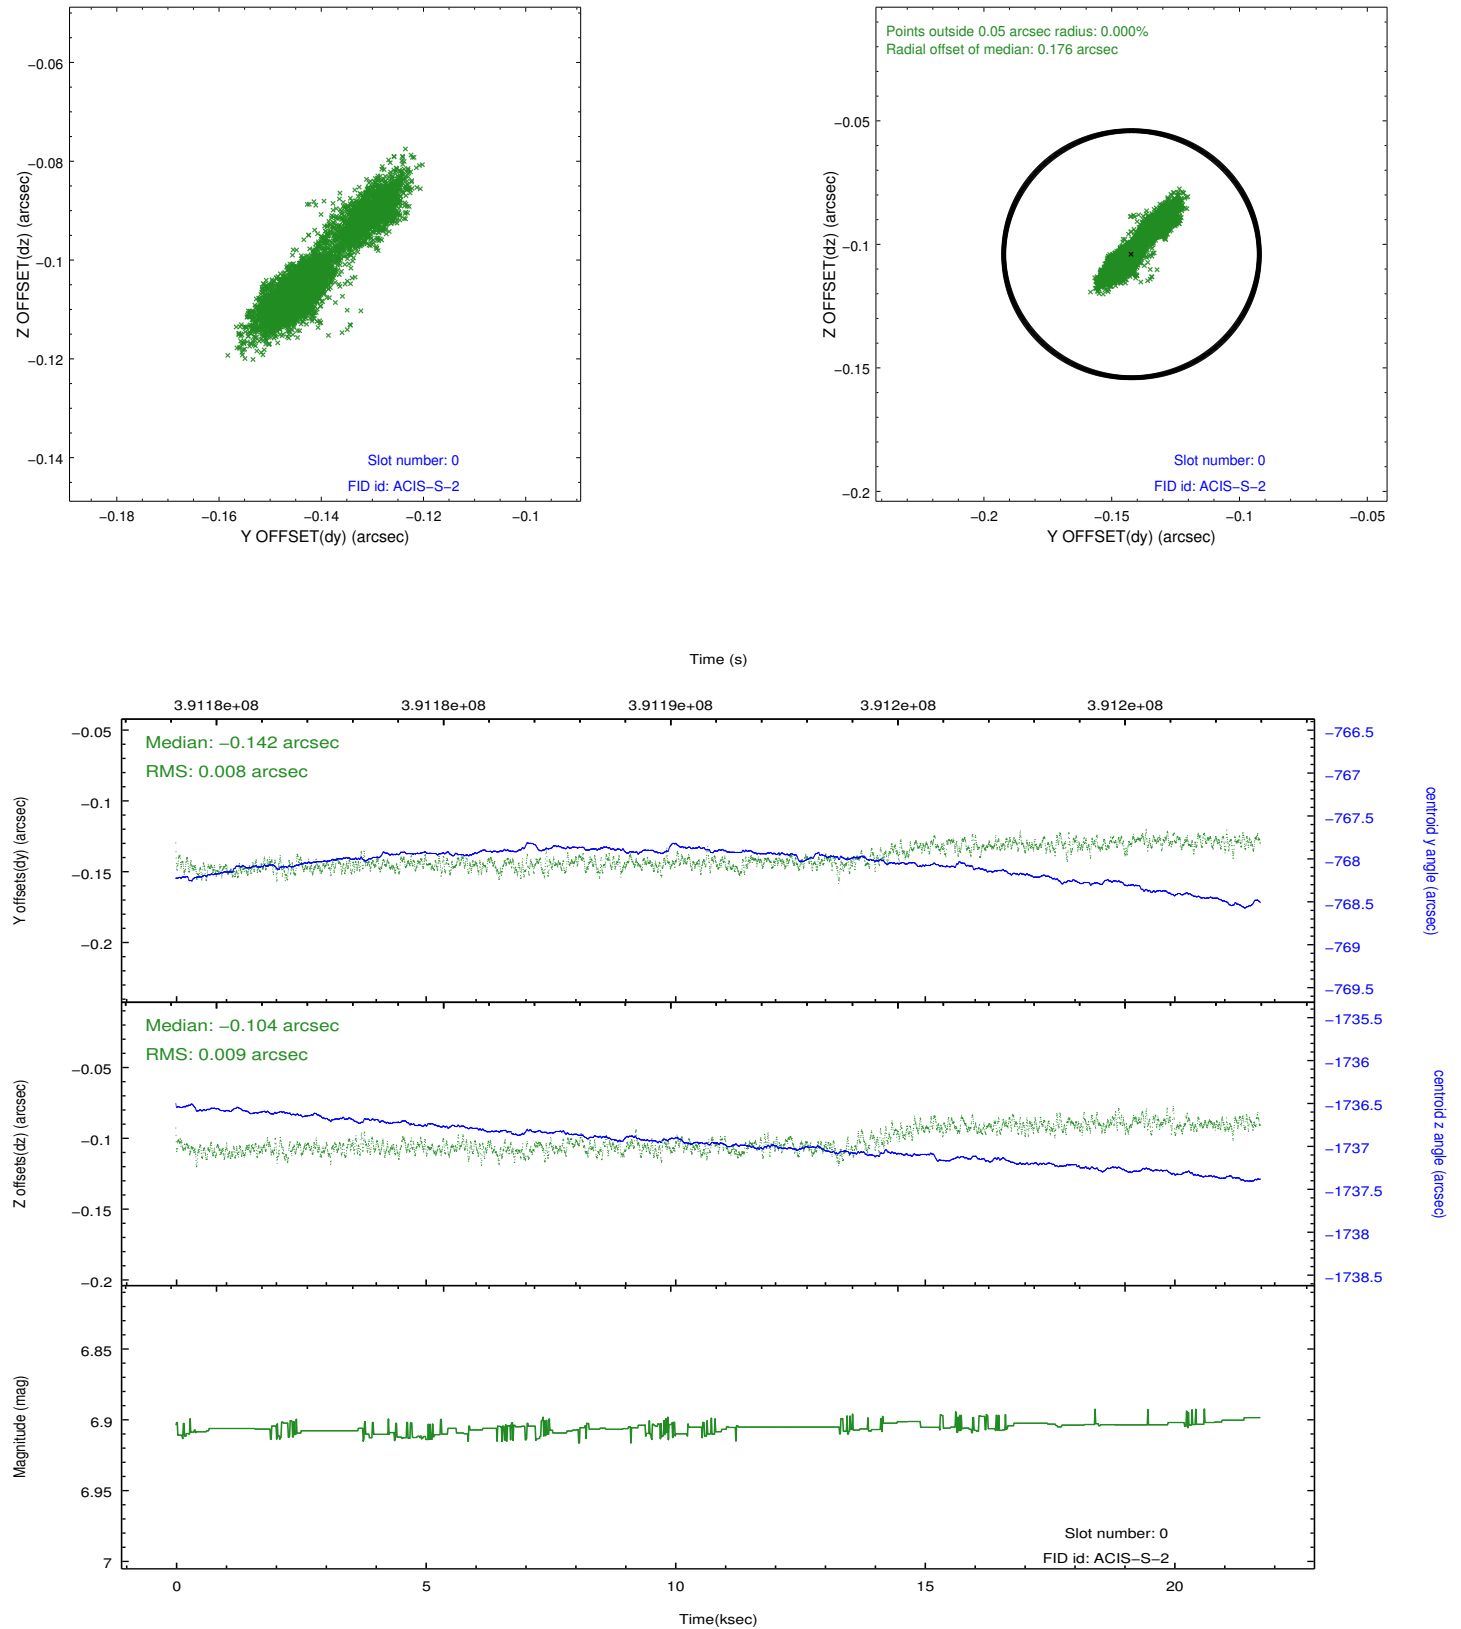 −0.06
−0.08
−0.1
−0.12
−0.14
Z OFFSET(dz) (arcsec)
Slot number: 0
FID id: ACIS−S−2
−0.18 −0.16 −0.14 −0.12 −0.1
Y OFFSET(dy) (arcsec)
Points outside 0.05 arcsec radius: 0.000%
Radial offset of median: 0.176 arcsec
−0.05
−0.1
−0.15
−0.2
Z OFFSET(dz) (arcsec)
Slot number: 0
FID id: ACIS−S−2
−0.2 −0.15 −0.1 −0.05
Y OFFSET(dy) (arcsec)
Time (s)
3.9118e+08 3.9118e+08 3.9119e+08 3.912e+08 3.912e+08
Median: −0.142 arcsec
RMS: 0.008 arcsec
−0.05
−0.1
−0.15
−0.2
Y offsets(dy) (arcsec)
−766.5
−767
−767.5
−768
−768.5
−769
−769.5
centroid y angle (arcsec)
Median: −0.104 arcsec
RMS: 0.009 arcsec
−0.05
−0.1
−0.15
−0.2
Z offsets(dz) (arcsec)
−1735.5
−1736
−1736.5
−1737
−1737.5
−1738
−1738.5
centroid z angle (arcsec)
6.85
6.9
6.95
7
Magnitude (mag)
Slot number: 0
FID id: ACIS−S−2
0 5 10 15 20
Time(ksec)